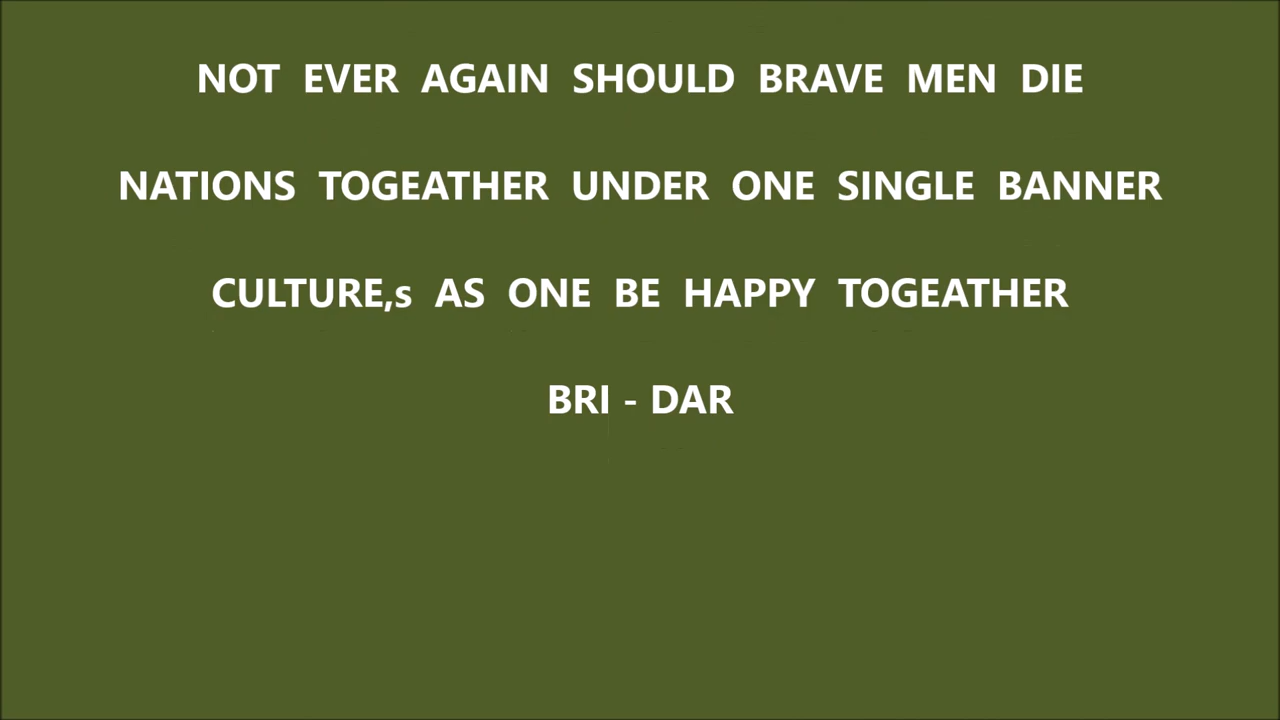 NOT EVER AGAIN SHOULD BRAVE MEN DIE
NATIONS TOGEATHER UNDER ONE SINGLE BANNER
CULTURE,s AS ONE BE HAPPY TOGEATHER
BRI - DAR